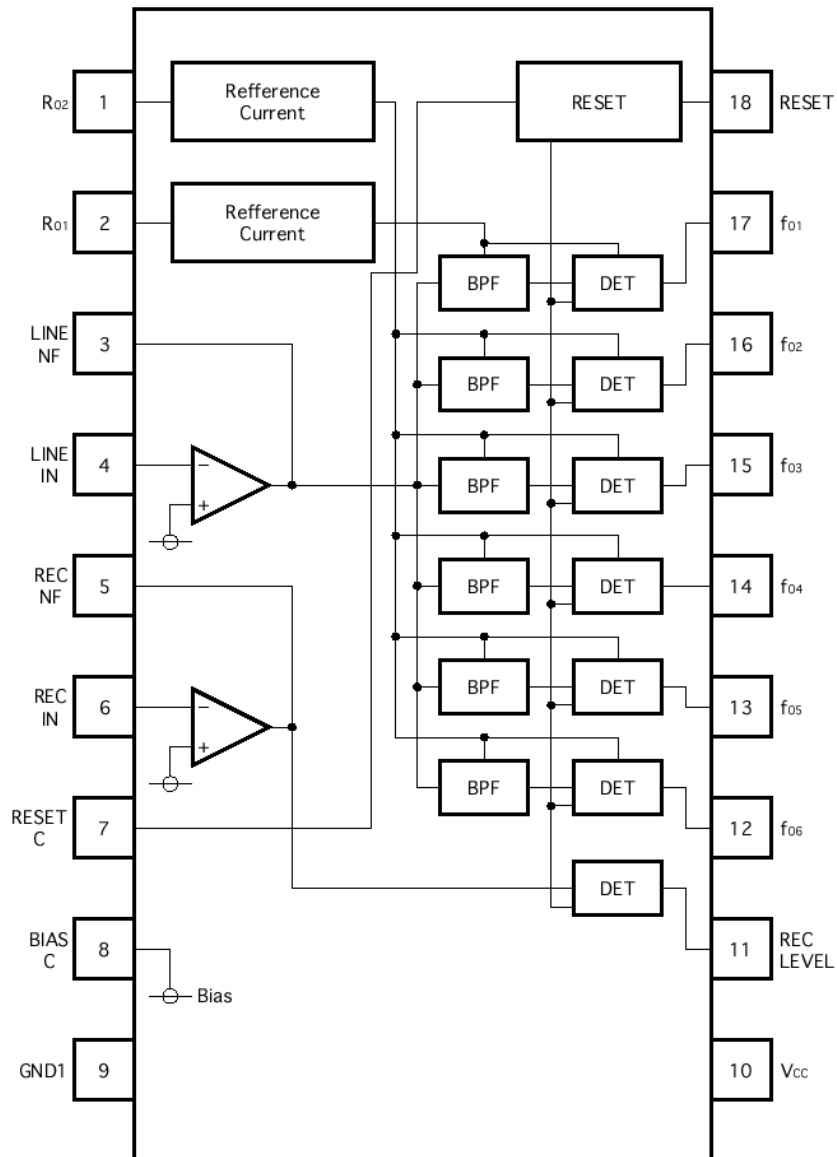 R02
1
Refference
Current
RESET
18
RESET
R01
2
Refference
Current
17
f01
BPF
DET
LINE
NF
3
16
f02
BPF
DET
LINE
IN
4
−
+
BPF
DET
15
f03
REC
NF
5
BPF
DET
14
f04
REC
IN
6
−
+
BPF
DET
13
f05
RESET
C
7
BPF
DET
12
f06
DET
BIAS
C
8
Bias
11
REC
LEVEL
GND1
9
10
VCC